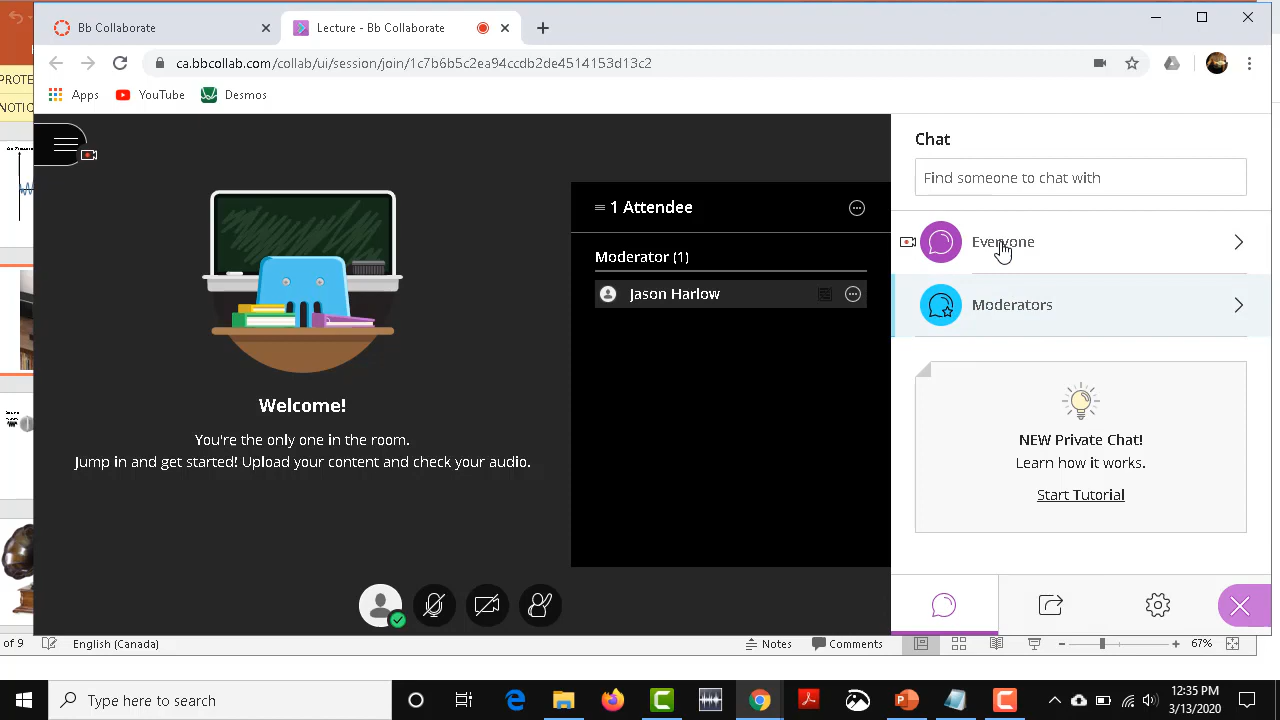 Bb Collaborate
Lecture - Bb Collaborate
ca.bbcollab.com/collab/ui/session/join/1c7b6b5c2ea94ccdb2de4514153d13c2
Apps
YouTube
Desmos
PROTE
NOTIC
Chat
Find someone to chat with
Everyone
Moderators
1 Attendee
Moderator (1)
Jason Harlow
Welcome!
You're the only one in the room.
Jump in and get started! Upload your content and check your audio.
NEW Private Chat!
Learn how it works.
Start Tutorial
of 9
English (Canada)
Notes
Comments
67%
Type here to search
12:35 PM
3/13/2020